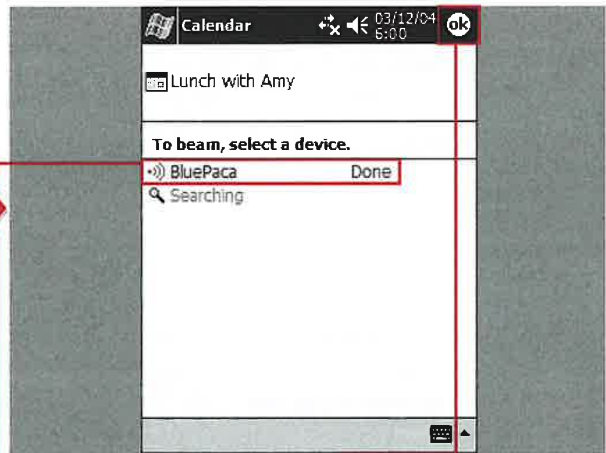 Calendar 03/12/04 ok
6:00
Lunch with Amy
To beam, select a device.
BluePaca Done
Searching